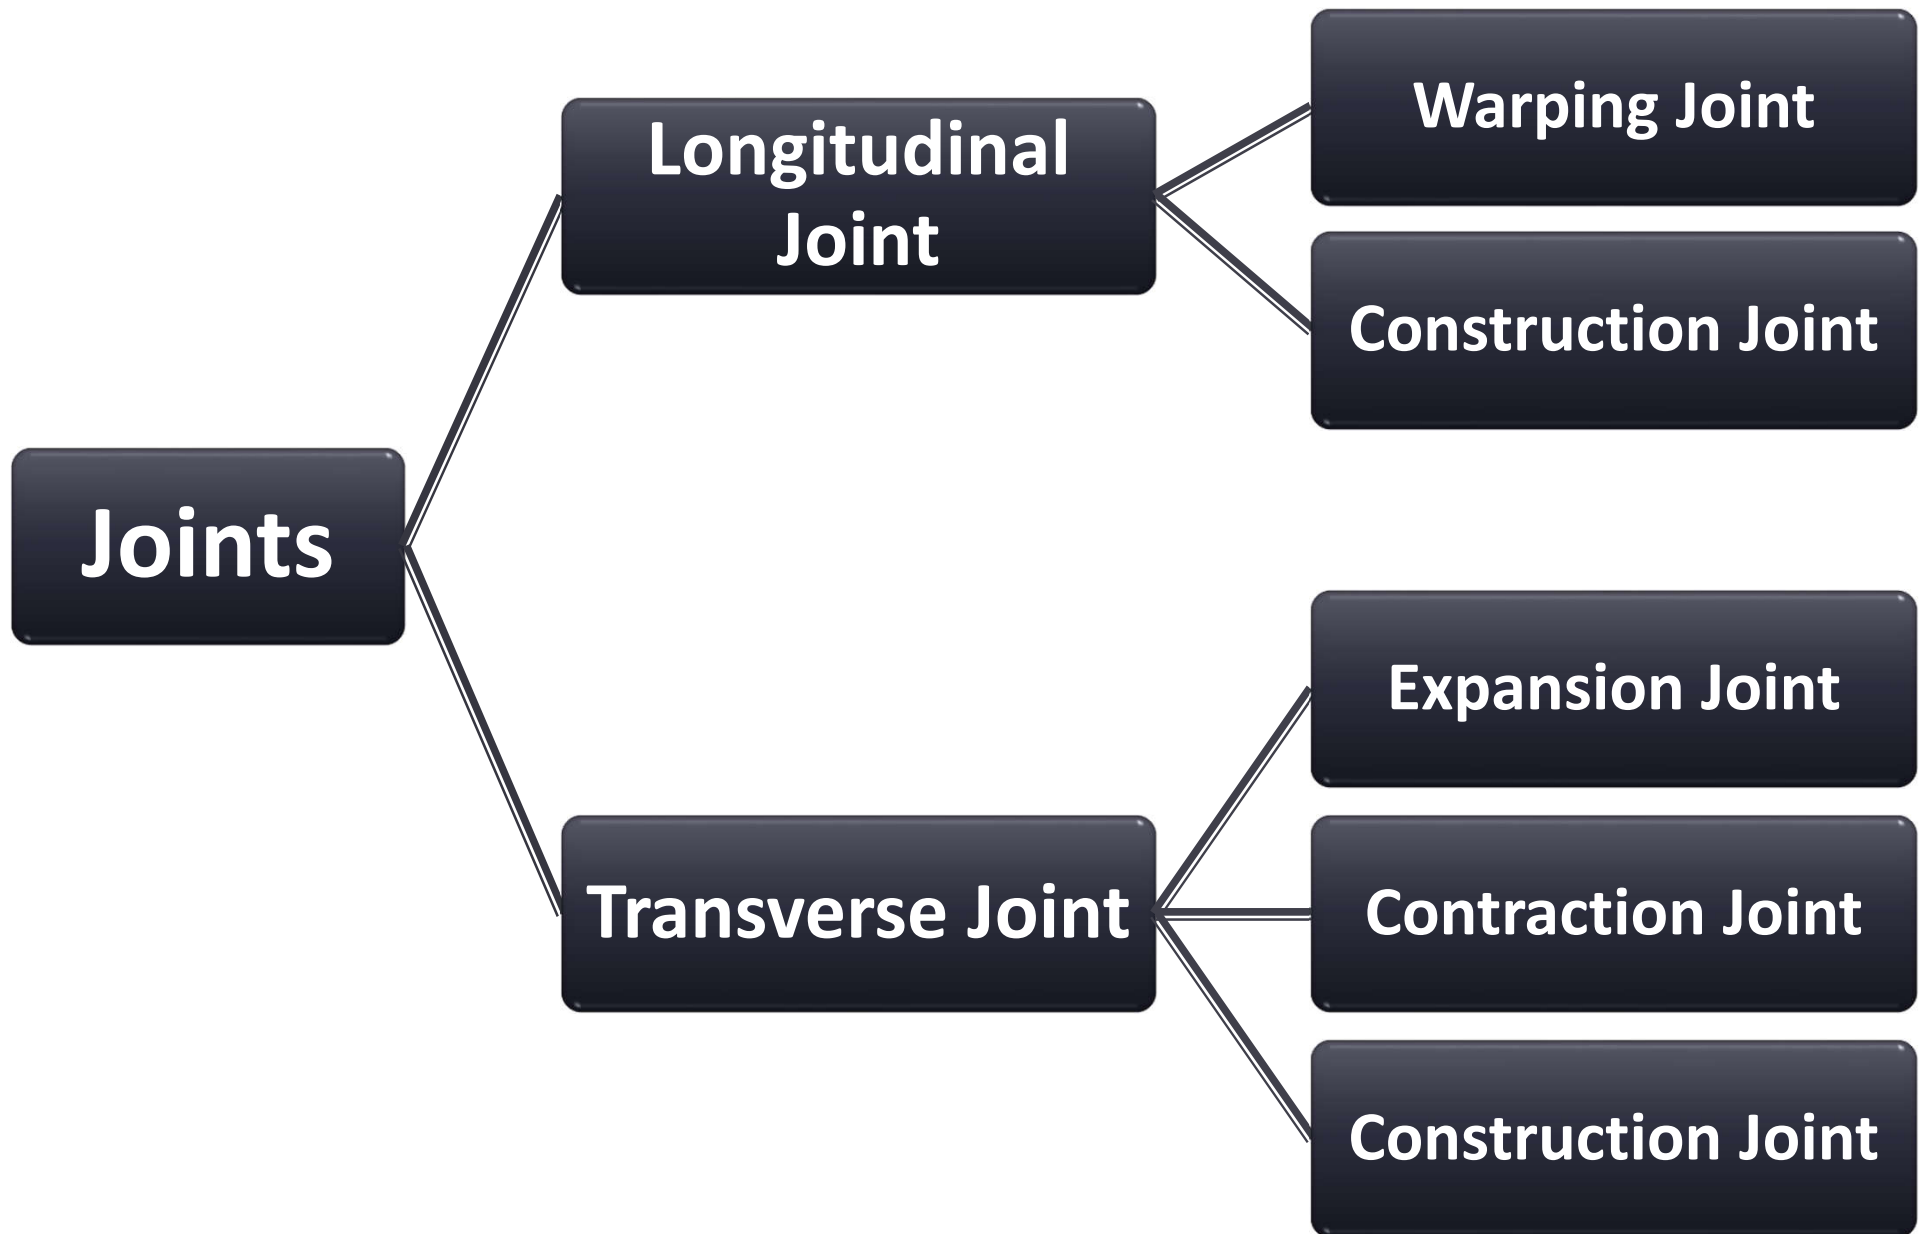 Joints
Longitudinal
Joint
Warping Joint
Construction Joint
Transverse Joint
Expansion Joint
Contraction Joint
Construction Joint